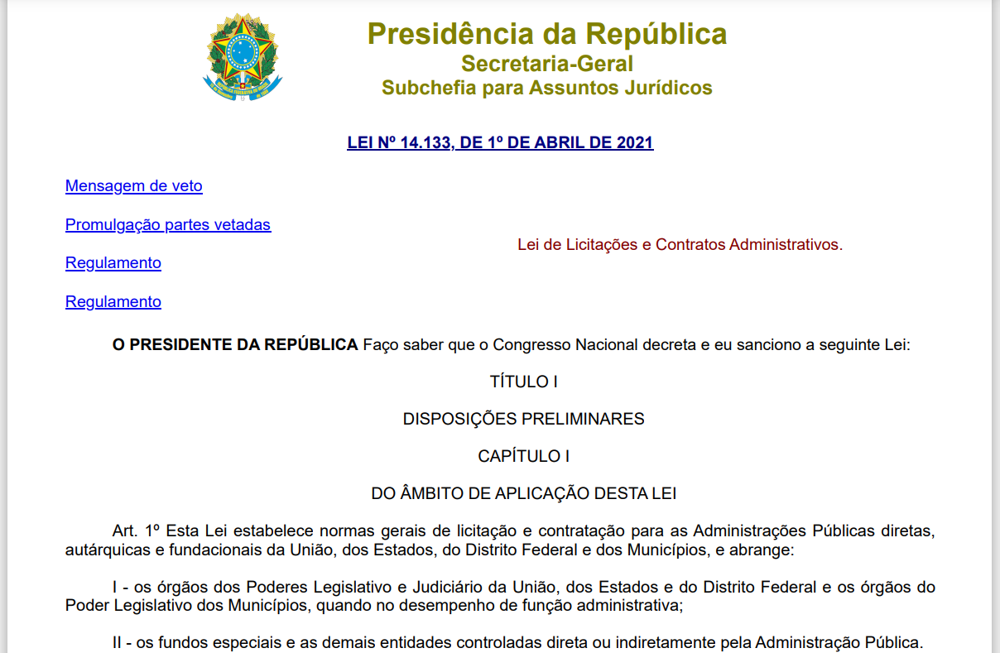 Presidência da República
Secretaria-Geral
Subchefia para Assuntos Jurídicos
LEI Nº 14.133, DE 1º DE ABRIL DE 2021
Mensagem de veto
Promulgação partes vetadas
Regulamento
Regulamento
Lei de Licitações e Contratos Administrativos.
O PRESIDENTE DA REPÚBLICA Faço saber que o Congresso Nacional decreta e eu sanciono a seguinte Lei:
TÍTULO I
DISPOSIÇÕES PRELIMINARES
CAPÍTULO I
DO ÂMBITO DE APLICAÇÃO DESTA LEI
Art. 1º Esta Lei estabelece normas gerais de licitação e contratação para as Administrações Públicas diretas,
autárquicas e fundacionais da União, dos Estados, do Distrito Federal e dos Municípios, e abrange:
I - os órgãos dos Poderes Legislativo e Judiciário da União, dos Estados e do Distrito Federal e os órgãos do
Poder Legislativo dos Municípios, quando no desempenho de função administrativa;
II - os fundos especiais e as demais entidades controladas direta ou indiretamente pela Administração Pública.